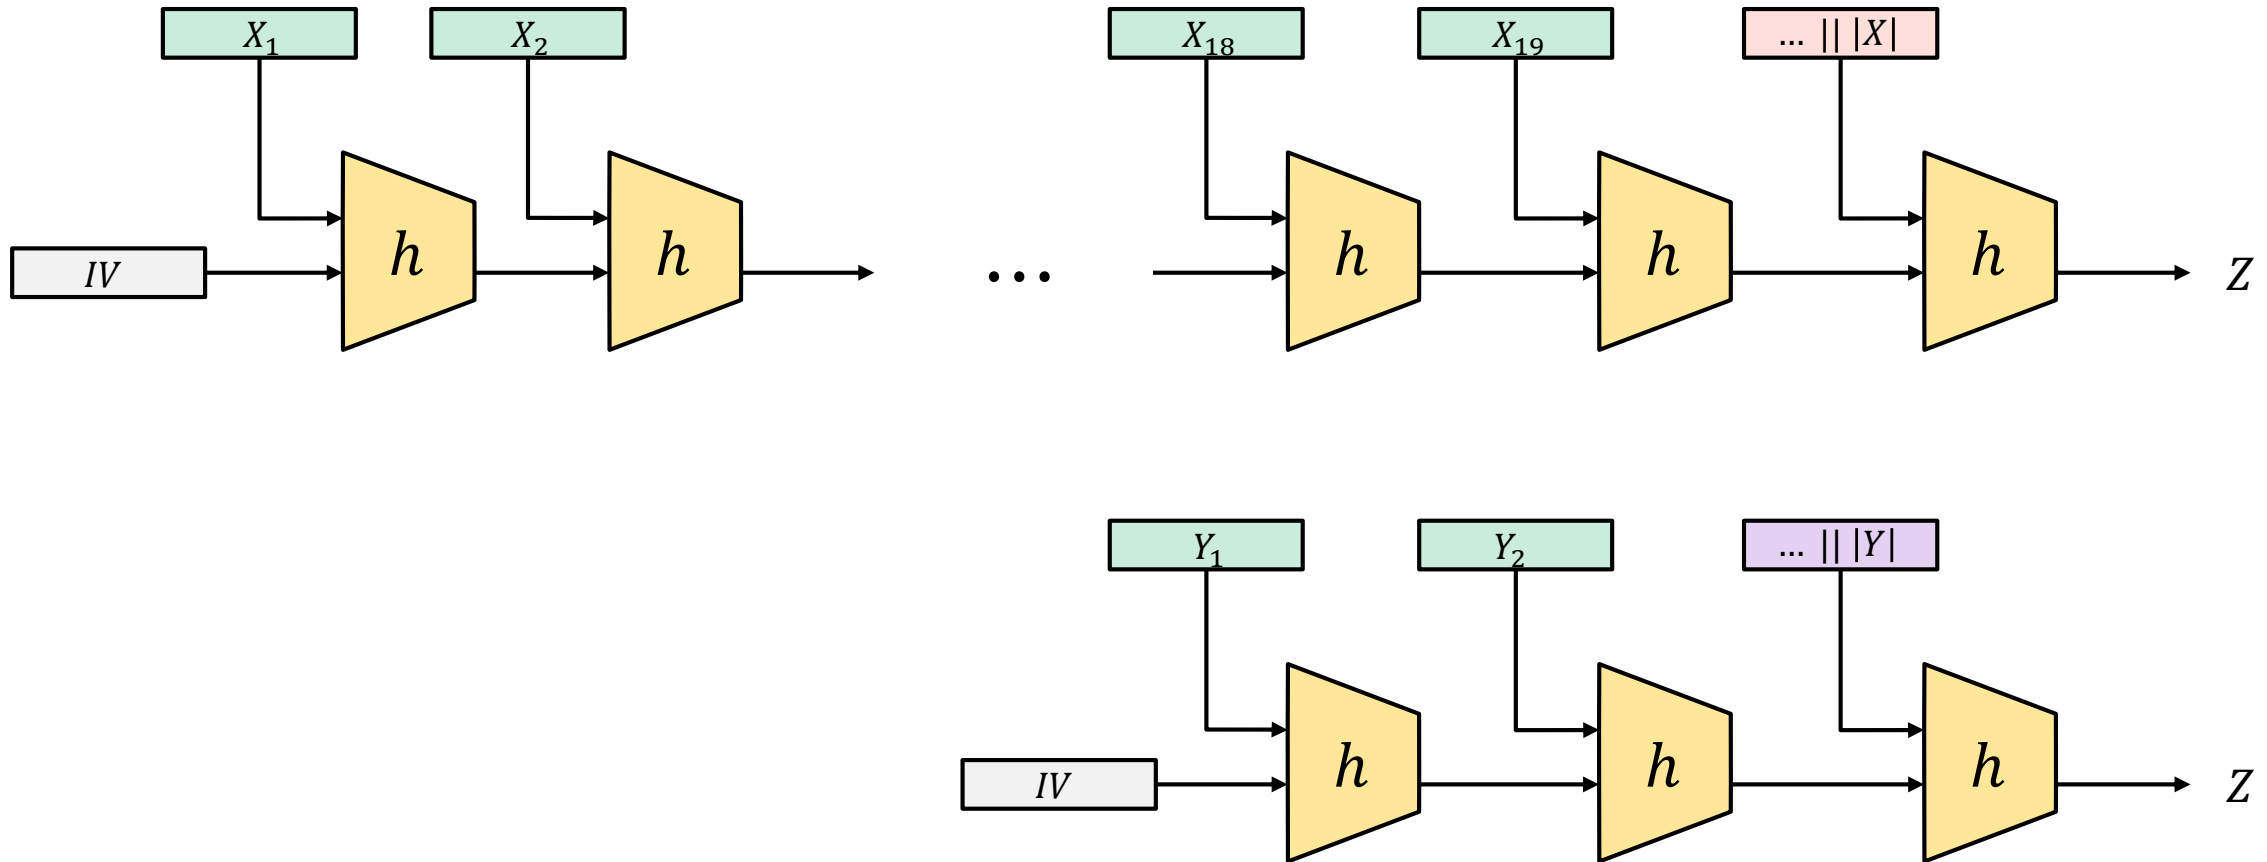 X₁ X₂ X₁₈ X₁₉ ... || |X|
IV h h ... h h h Z
Y₁ Y₂ ... || |Y|
IV h h h Z